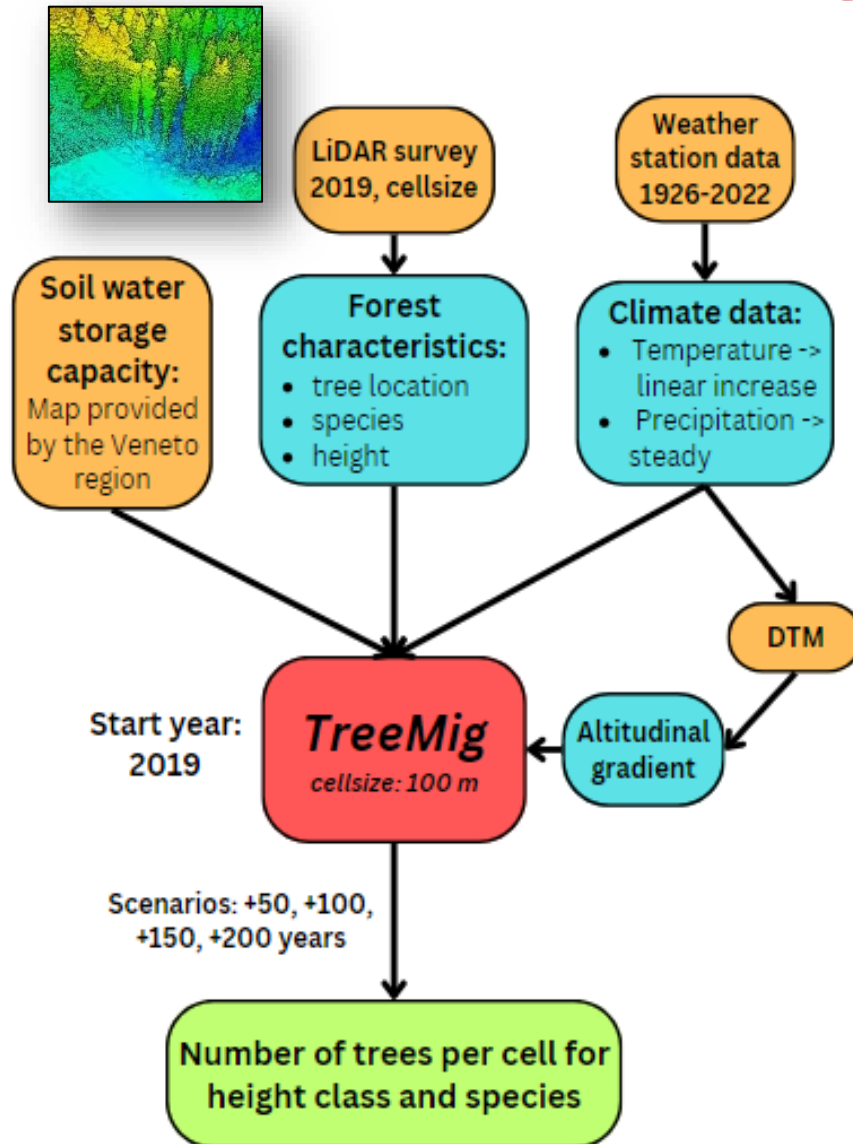 LiDAR survey
2019, cellsize
Weather
station data
1926-2022
Soil water
storage
capacity:
Map provided
by the Veneto
region
Forest
characteristics:
• tree location
• species
• height
Climate data:
• Temperature ->
linear increase
• Precipitation ->
steady
DTM
Altitudinal
gradient
Start year:
2019
TreeMig
cellsize: 100 m
Scenarios: +50, +100,
+150, +200 years
Number of trees per cell for
height class and species